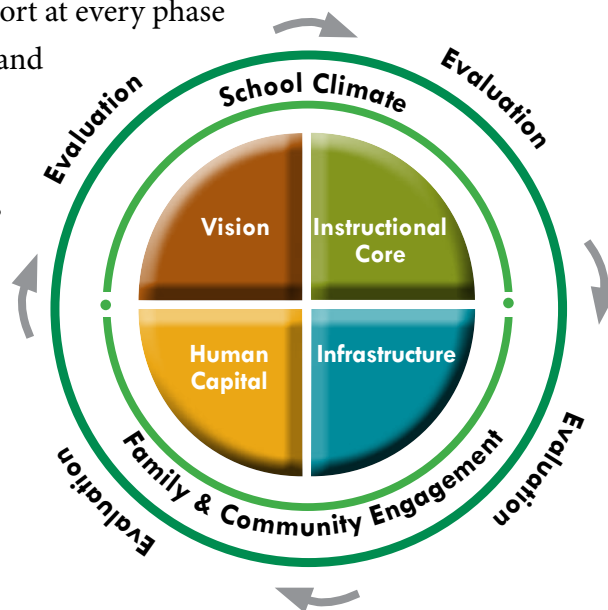 ort at every phase
and
School Climate
Evaluation
Evaluation
Vision
Instructional
Core
Human
Capital
Infrastructure
Family & Community Engagement
Evaluation
Evaluation